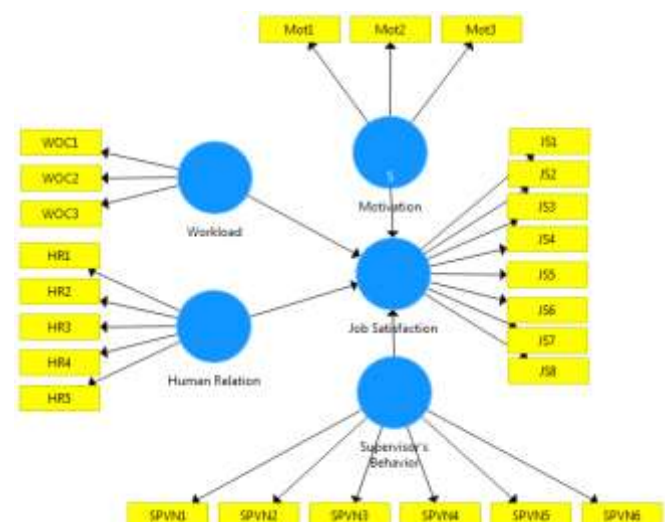 Mot1
Mot2
Mot3
WOC1
WOC2
WOC3
Workload
Motivation
JS1
JS2
JS3
JS4
JS5
JS6
JS7
JS8
HR1
HR2
HR3
HR4
HR5
Human Relation
Job Satisfaction
Supervisor's
Behavior
SPVN1
SPVN2
SPVN3
SPVN4
SPVN5
SPVN6